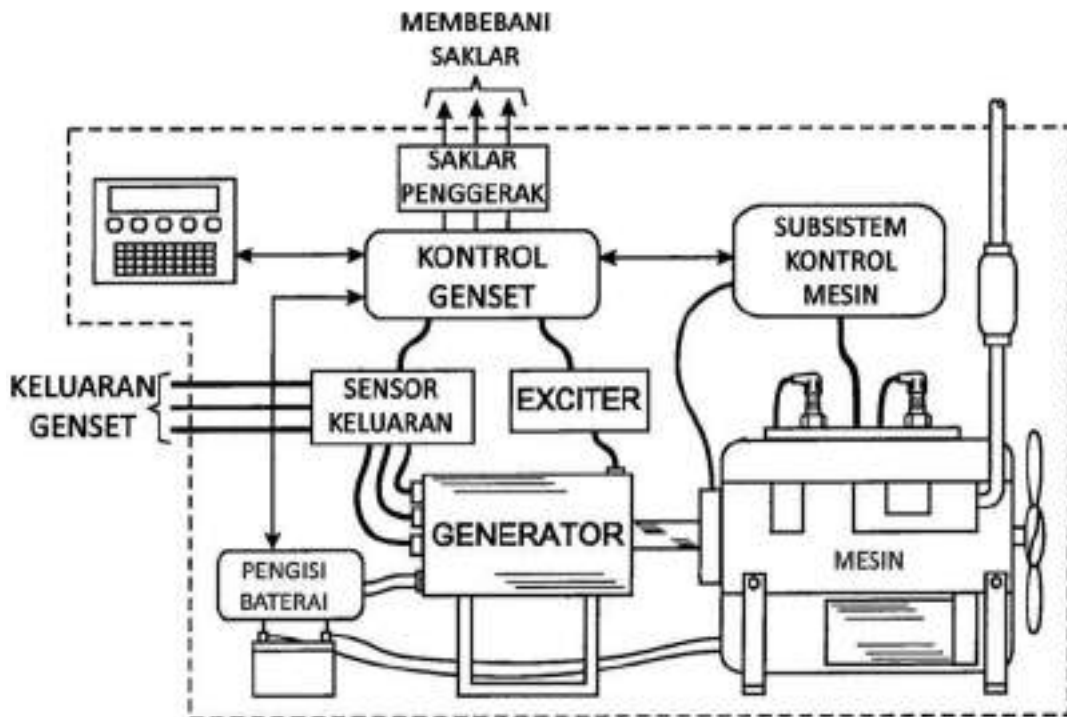 MEMBEBANI
SAKLAR
SAKLAR
PENGGERAK
KONTROL
GENSET
SUBSISTEM
KONTROL
MESIN
KELUARAN
GENSET
SENSOR
KELUARAN
EXCITER
GENERATOR
MESIN
PENGISI
BATERAI